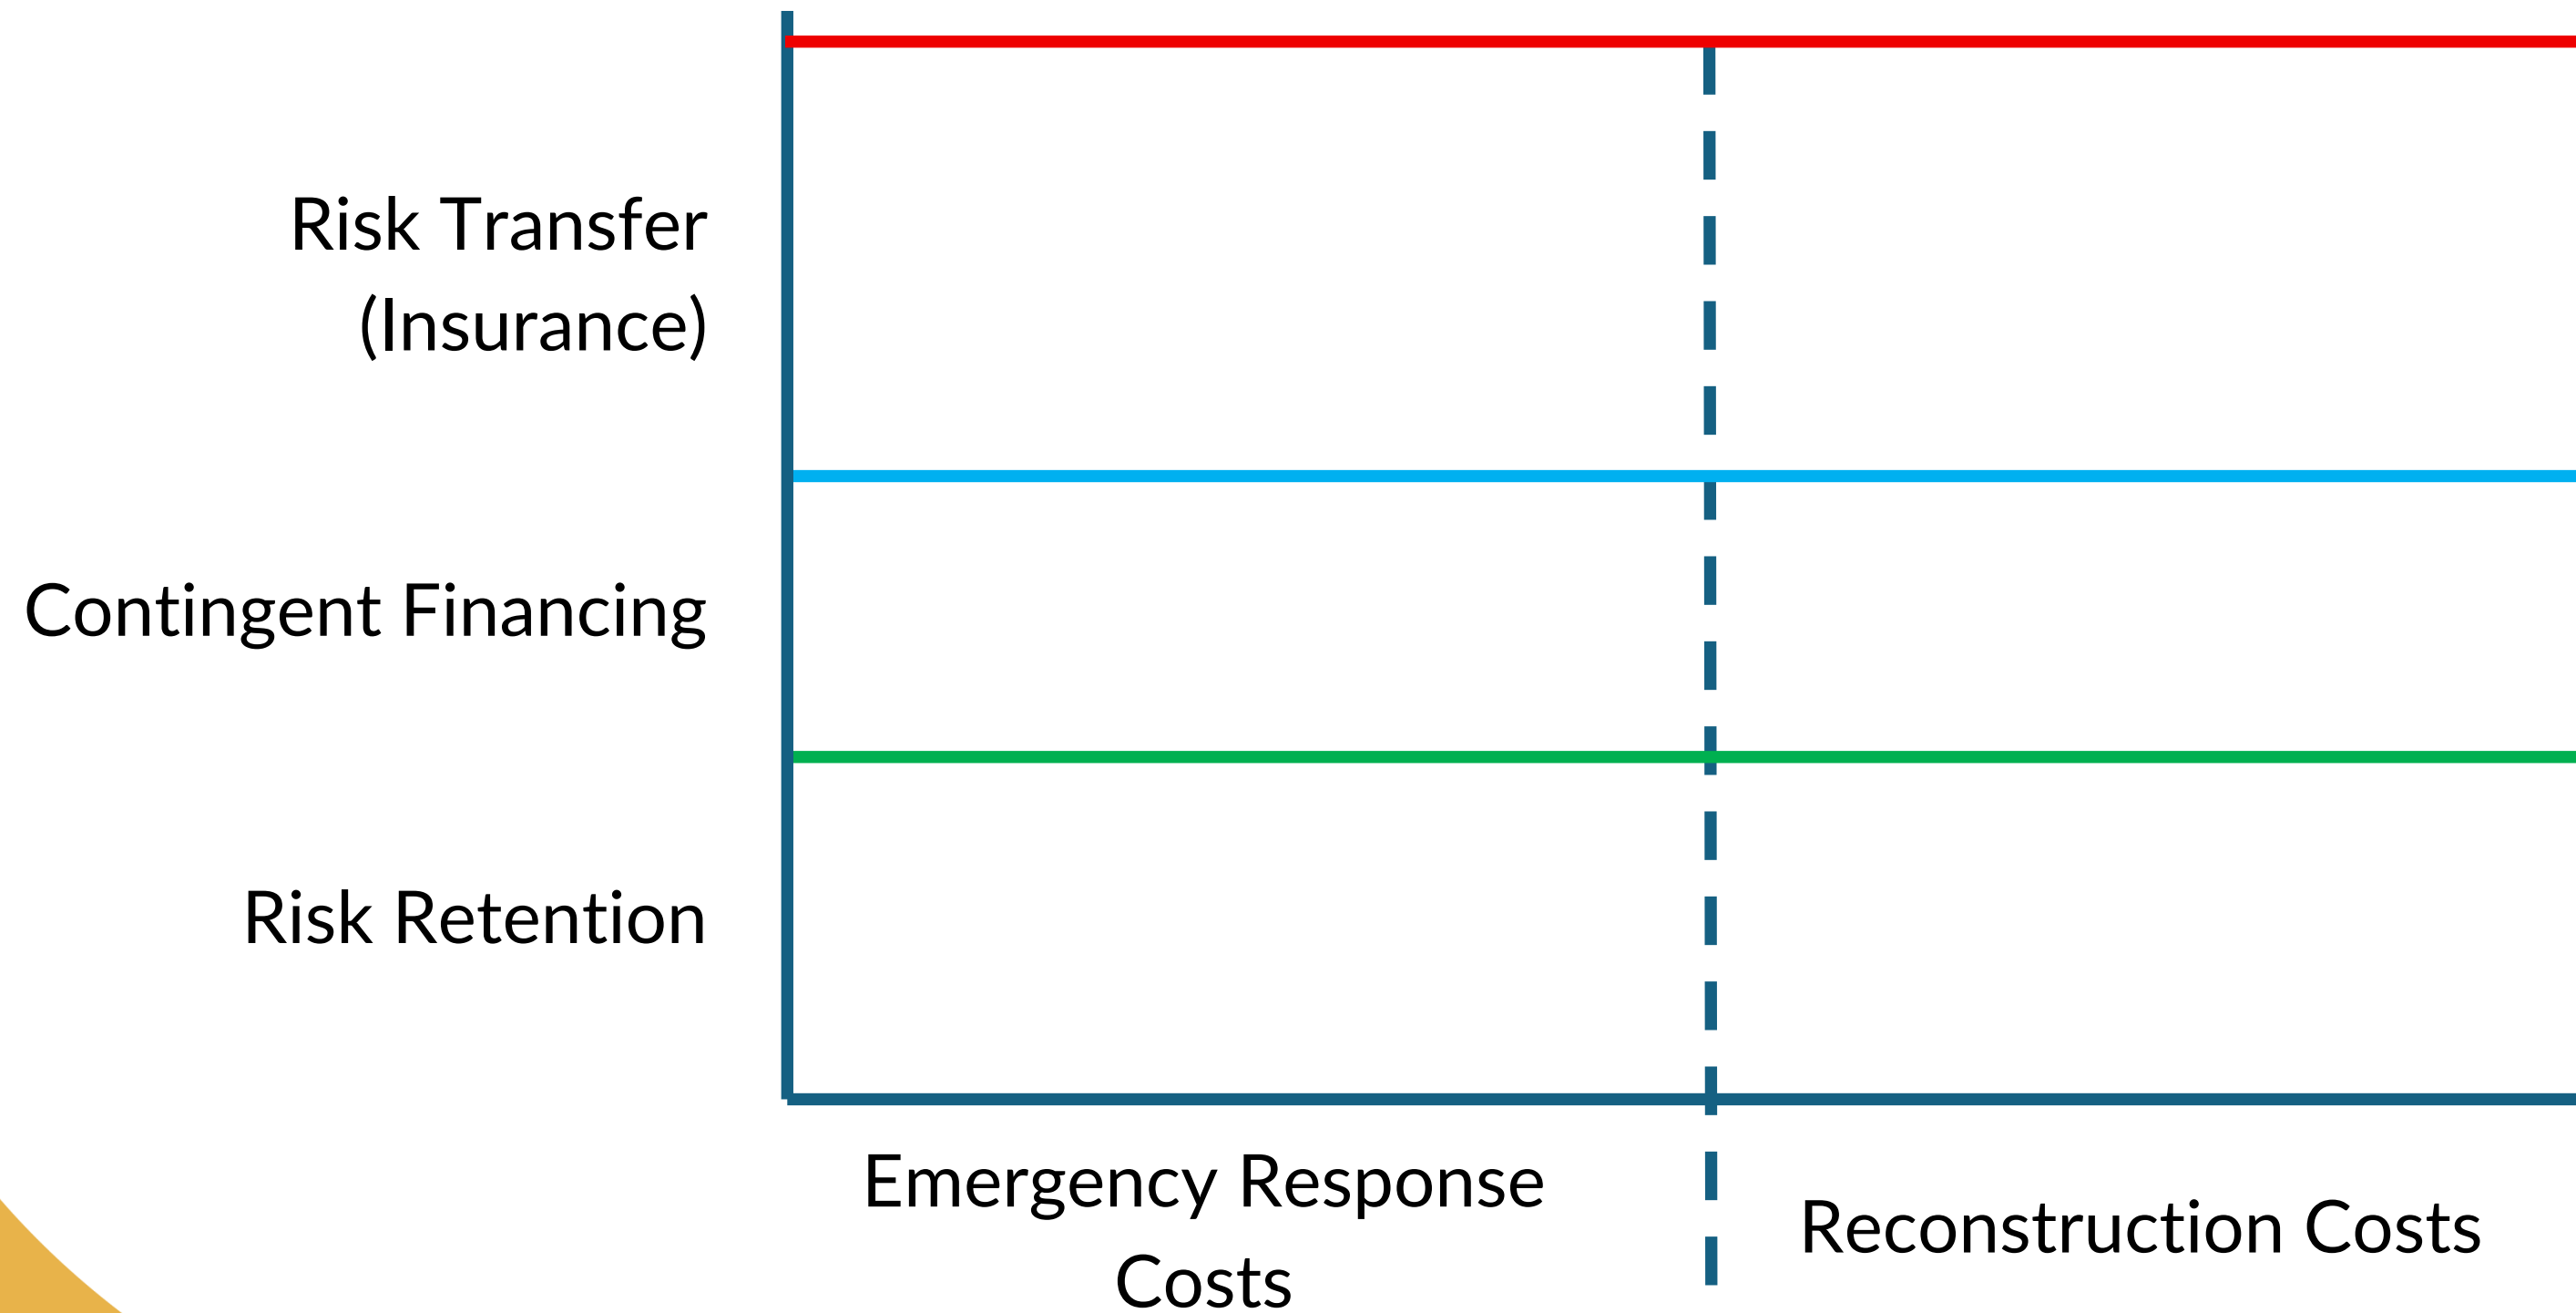 Risk Transfer
(Insurance)
Contingent Financing
Risk Retention
Emergency Response
Costs
Reconstruction Costs